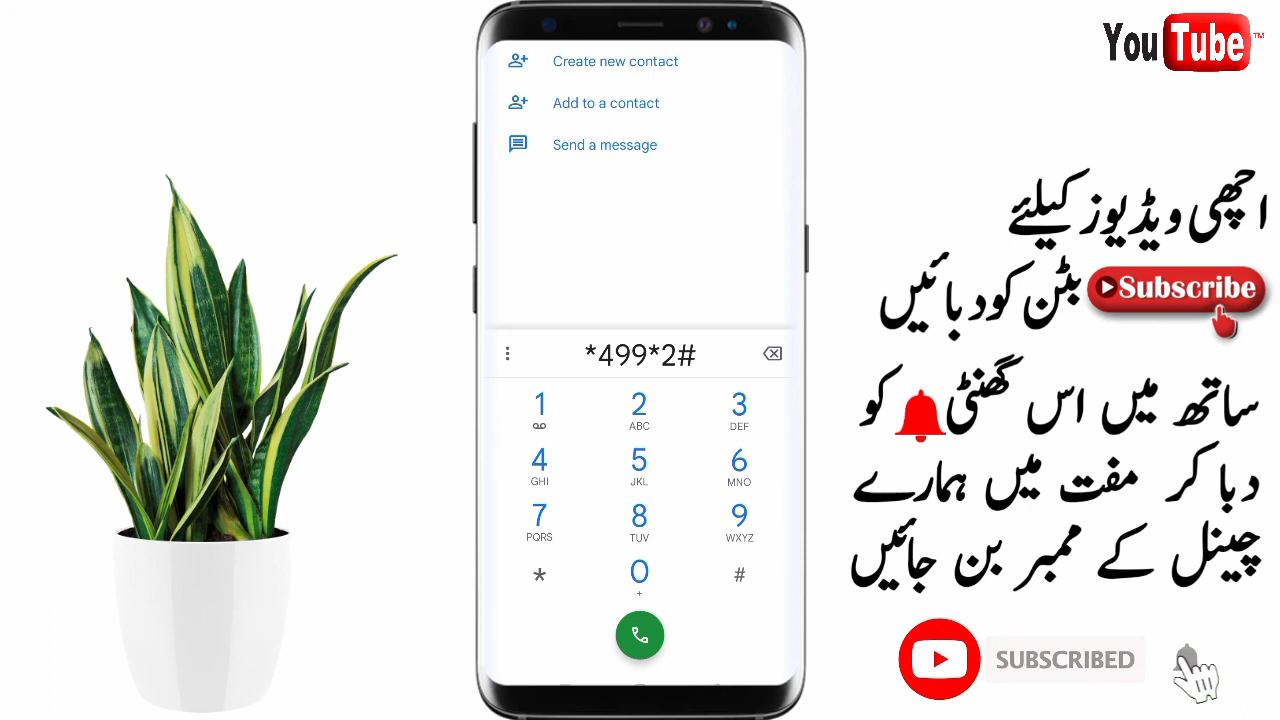 YouTube™
Create new contact
Add to a contact
Send a message
*499*2#
1
2 ABC
3 DEF
4 GHI
5 JKL
6 MNO
7 PQRS
8 TUV
9 WXYZ
*
0 +
#
اچھی ویڈیوز کیلئے
Subscribe بٹن کو دبائیں
ساتھ میں اس گھنٹی کو
دبا کر مفت میں ہمارے
چینل کے ممبر بن جائیں
SUBSCRIBED